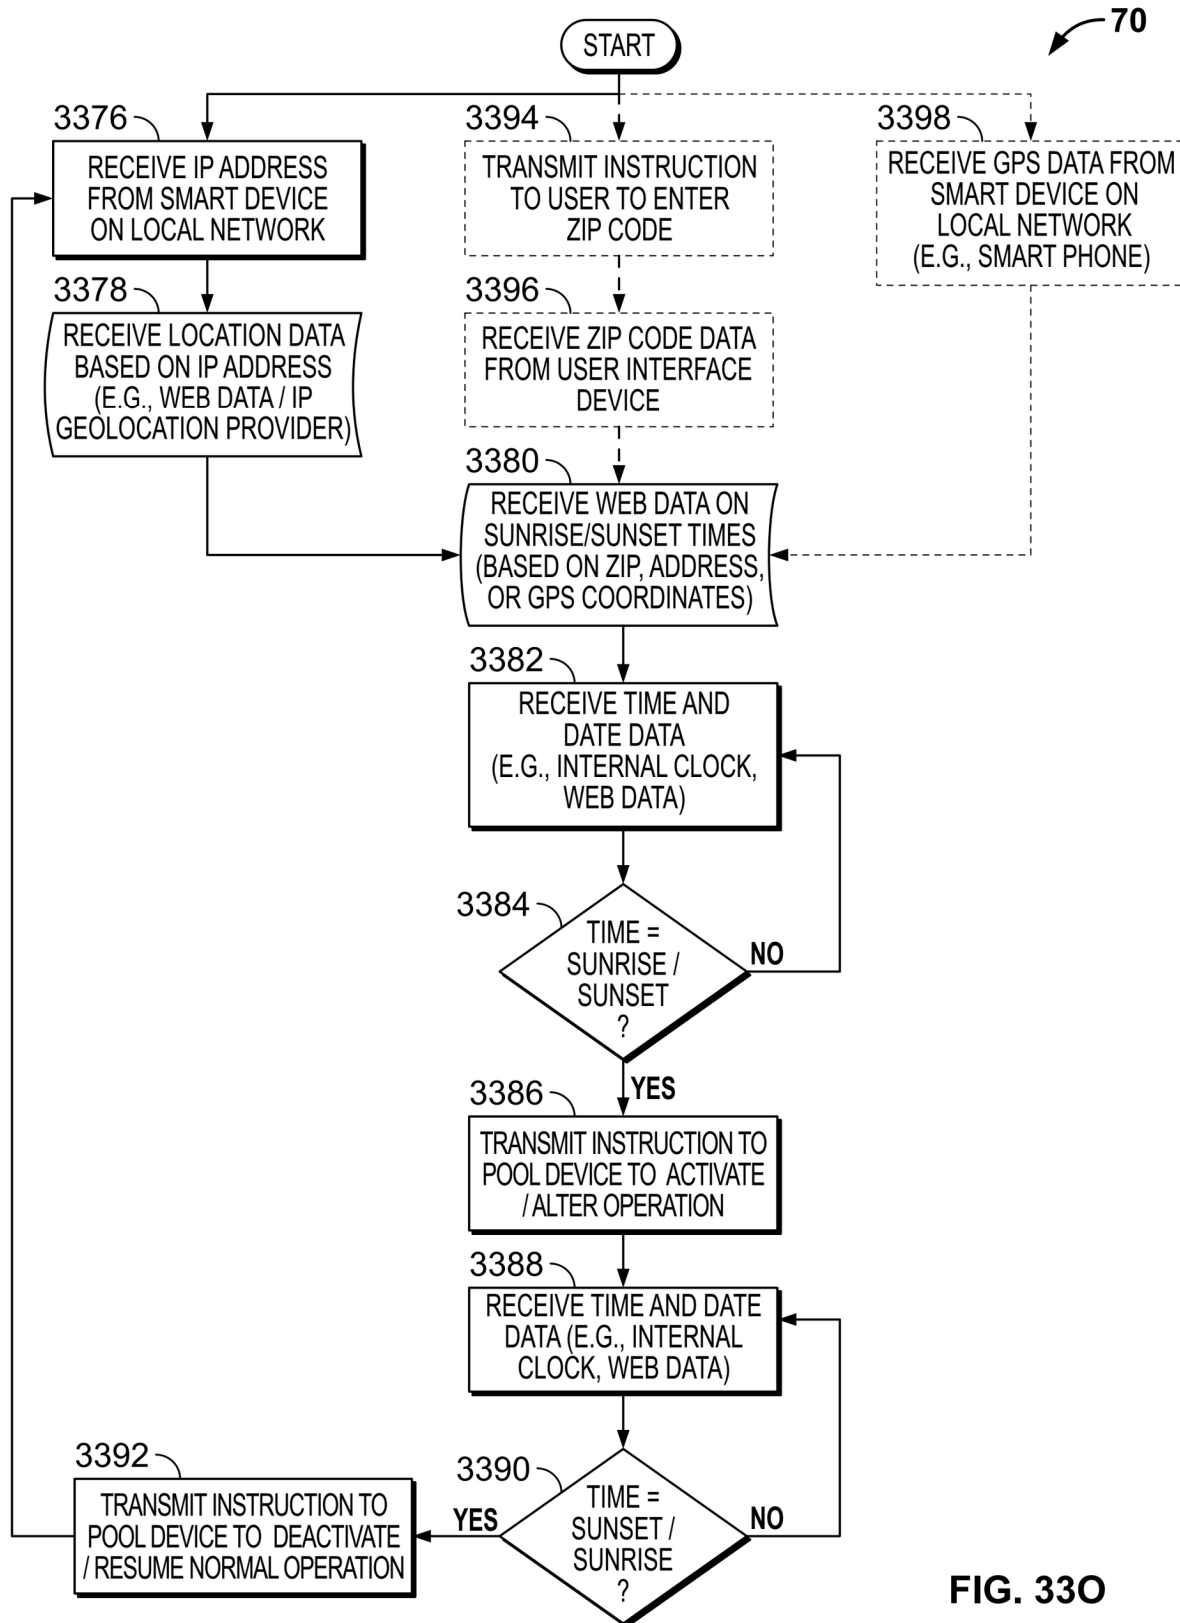 70
START
3376
RECEIVE IP ADDRESS
FROM SMART DEVICE
ON LOCAL NETWORK
3394
TRANSMIT INSTRUCTION
TO USER TO ENTER
ZIP CODE
3398
RECEIVE GPS DATA FROM
SMART DEVICE ON
LOCAL NETWORK
(E.G., SMART PHONE)
3378
RECEIVE LOCATION DATA
BASED ON IP ADDRESS
(E.G., WEB DATA / IP
GEOLOCATION PROVIDER)
3396
RECEIVE ZIP CODE DATA
FROM USER INTERFACE
DEVICE
3380
RECEIVE WEB DATA ON
SUNRISE/SUNSET TIMES
(BASED ON ZIP, ADDRESS,
OR GPS COORDINATES)
3382
RECEIVE TIME AND
DATE DATA
(E.G., INTERNAL CLOCK,
WEB DATA)
3384
TIME =
SUNRISE /
SUNSET
?
NO
YES
3386
TRANSMIT INSTRUCTION TO
POOL DEVICE TO ACTIVATE
/ ALTER OPERATION
3388
RECEIVE TIME AND DATE
DATA (E.G., INTERNAL
CLOCK, WEB DATA)
3390
TIME =
SUNSET /
SUNRISE
?
NO
YES
3392
TRANSMIT INSTRUCTION TO
POOL DEVICE TO DEACTIVATE
/ RESUME NORMAL OPERATION
FIG. 33O